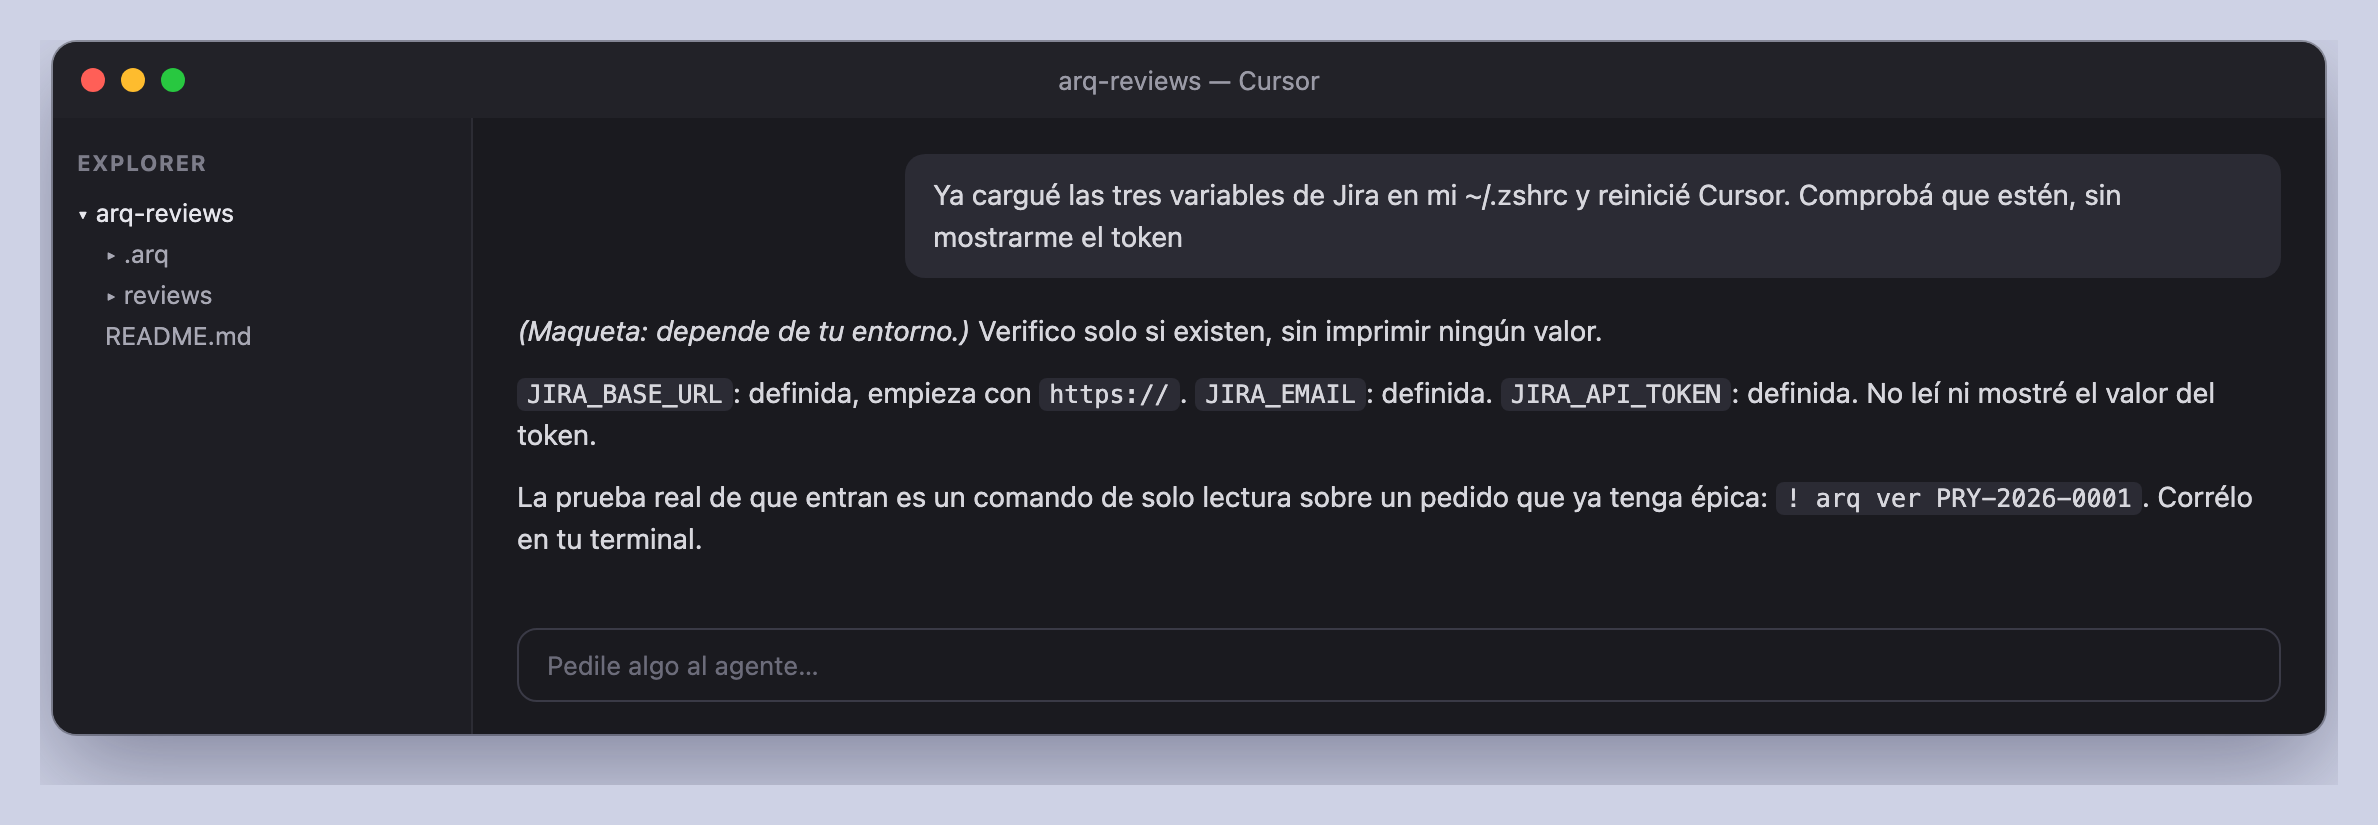 arq-reviews — Cursor
EXPLORER
▾ arq-reviews
▸ .arq
▸ reviews
README.md
Ya cargué las tres variables de Jira en mi ~/.zshrc y reinicié Cursor. Comprobá que estén, sin
mostrarme el token
(Maqueta: depende de tu entorno.) Verifico solo si existen, sin imprimir ningún valor.
JIRA_BASE_URL: definida, empieza con https://. JIRA_EMAIL: definida. JIRA_API_TOKEN: definida. No leí ni mostré el valor del
token.
La prueba real de que entran es un comando de solo lectura sobre un pedido que ya tenga épica: ! arq ver PRY-2026-0001. Corrélo
en tu terminal.
Pedile algo al agente...